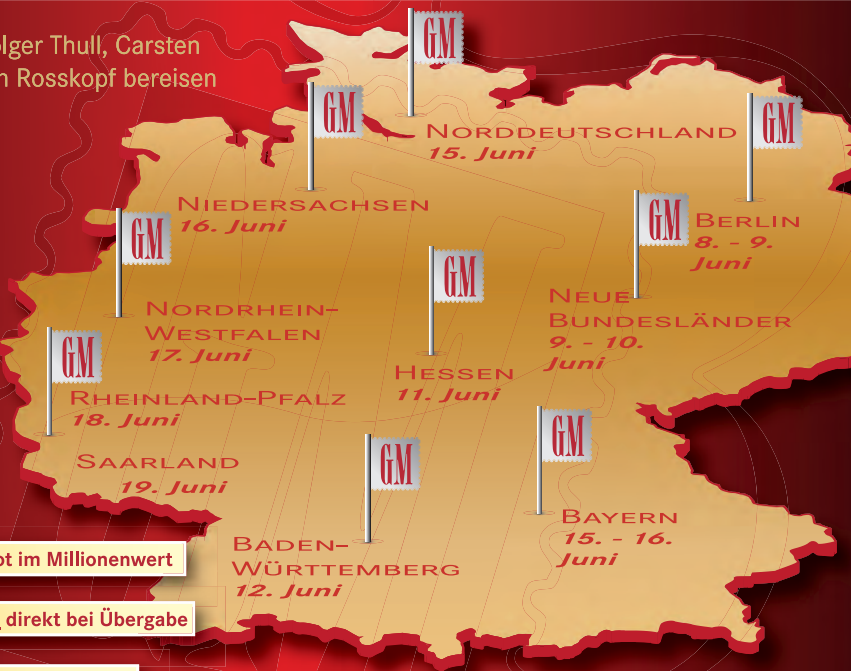 olger Thull, Carsten
Rosskopf bereisen
GM
GM
NORDDEUTSCHLAND
15. Juni
GM
NIEDERSACHSEN
16. Juni
GM
BERLIN
8. - 9.
Juni
GM
GM
NEUE
BUNDESLÄNDER
9. - 10.
Juni
NORDRHEIN-
WESTFALEN
17. Juni
GM
HESSEN
11. Juni
GM
RHEINLAND-PFALZ
18. Juni
SAARLAND
19. Juni
GM
GM
BAYERN
15. - 16.
Juni
BADEN-
WÜRTTEMBERG
12. Juni
ot im Millionenwert
direkt bei Übergabe